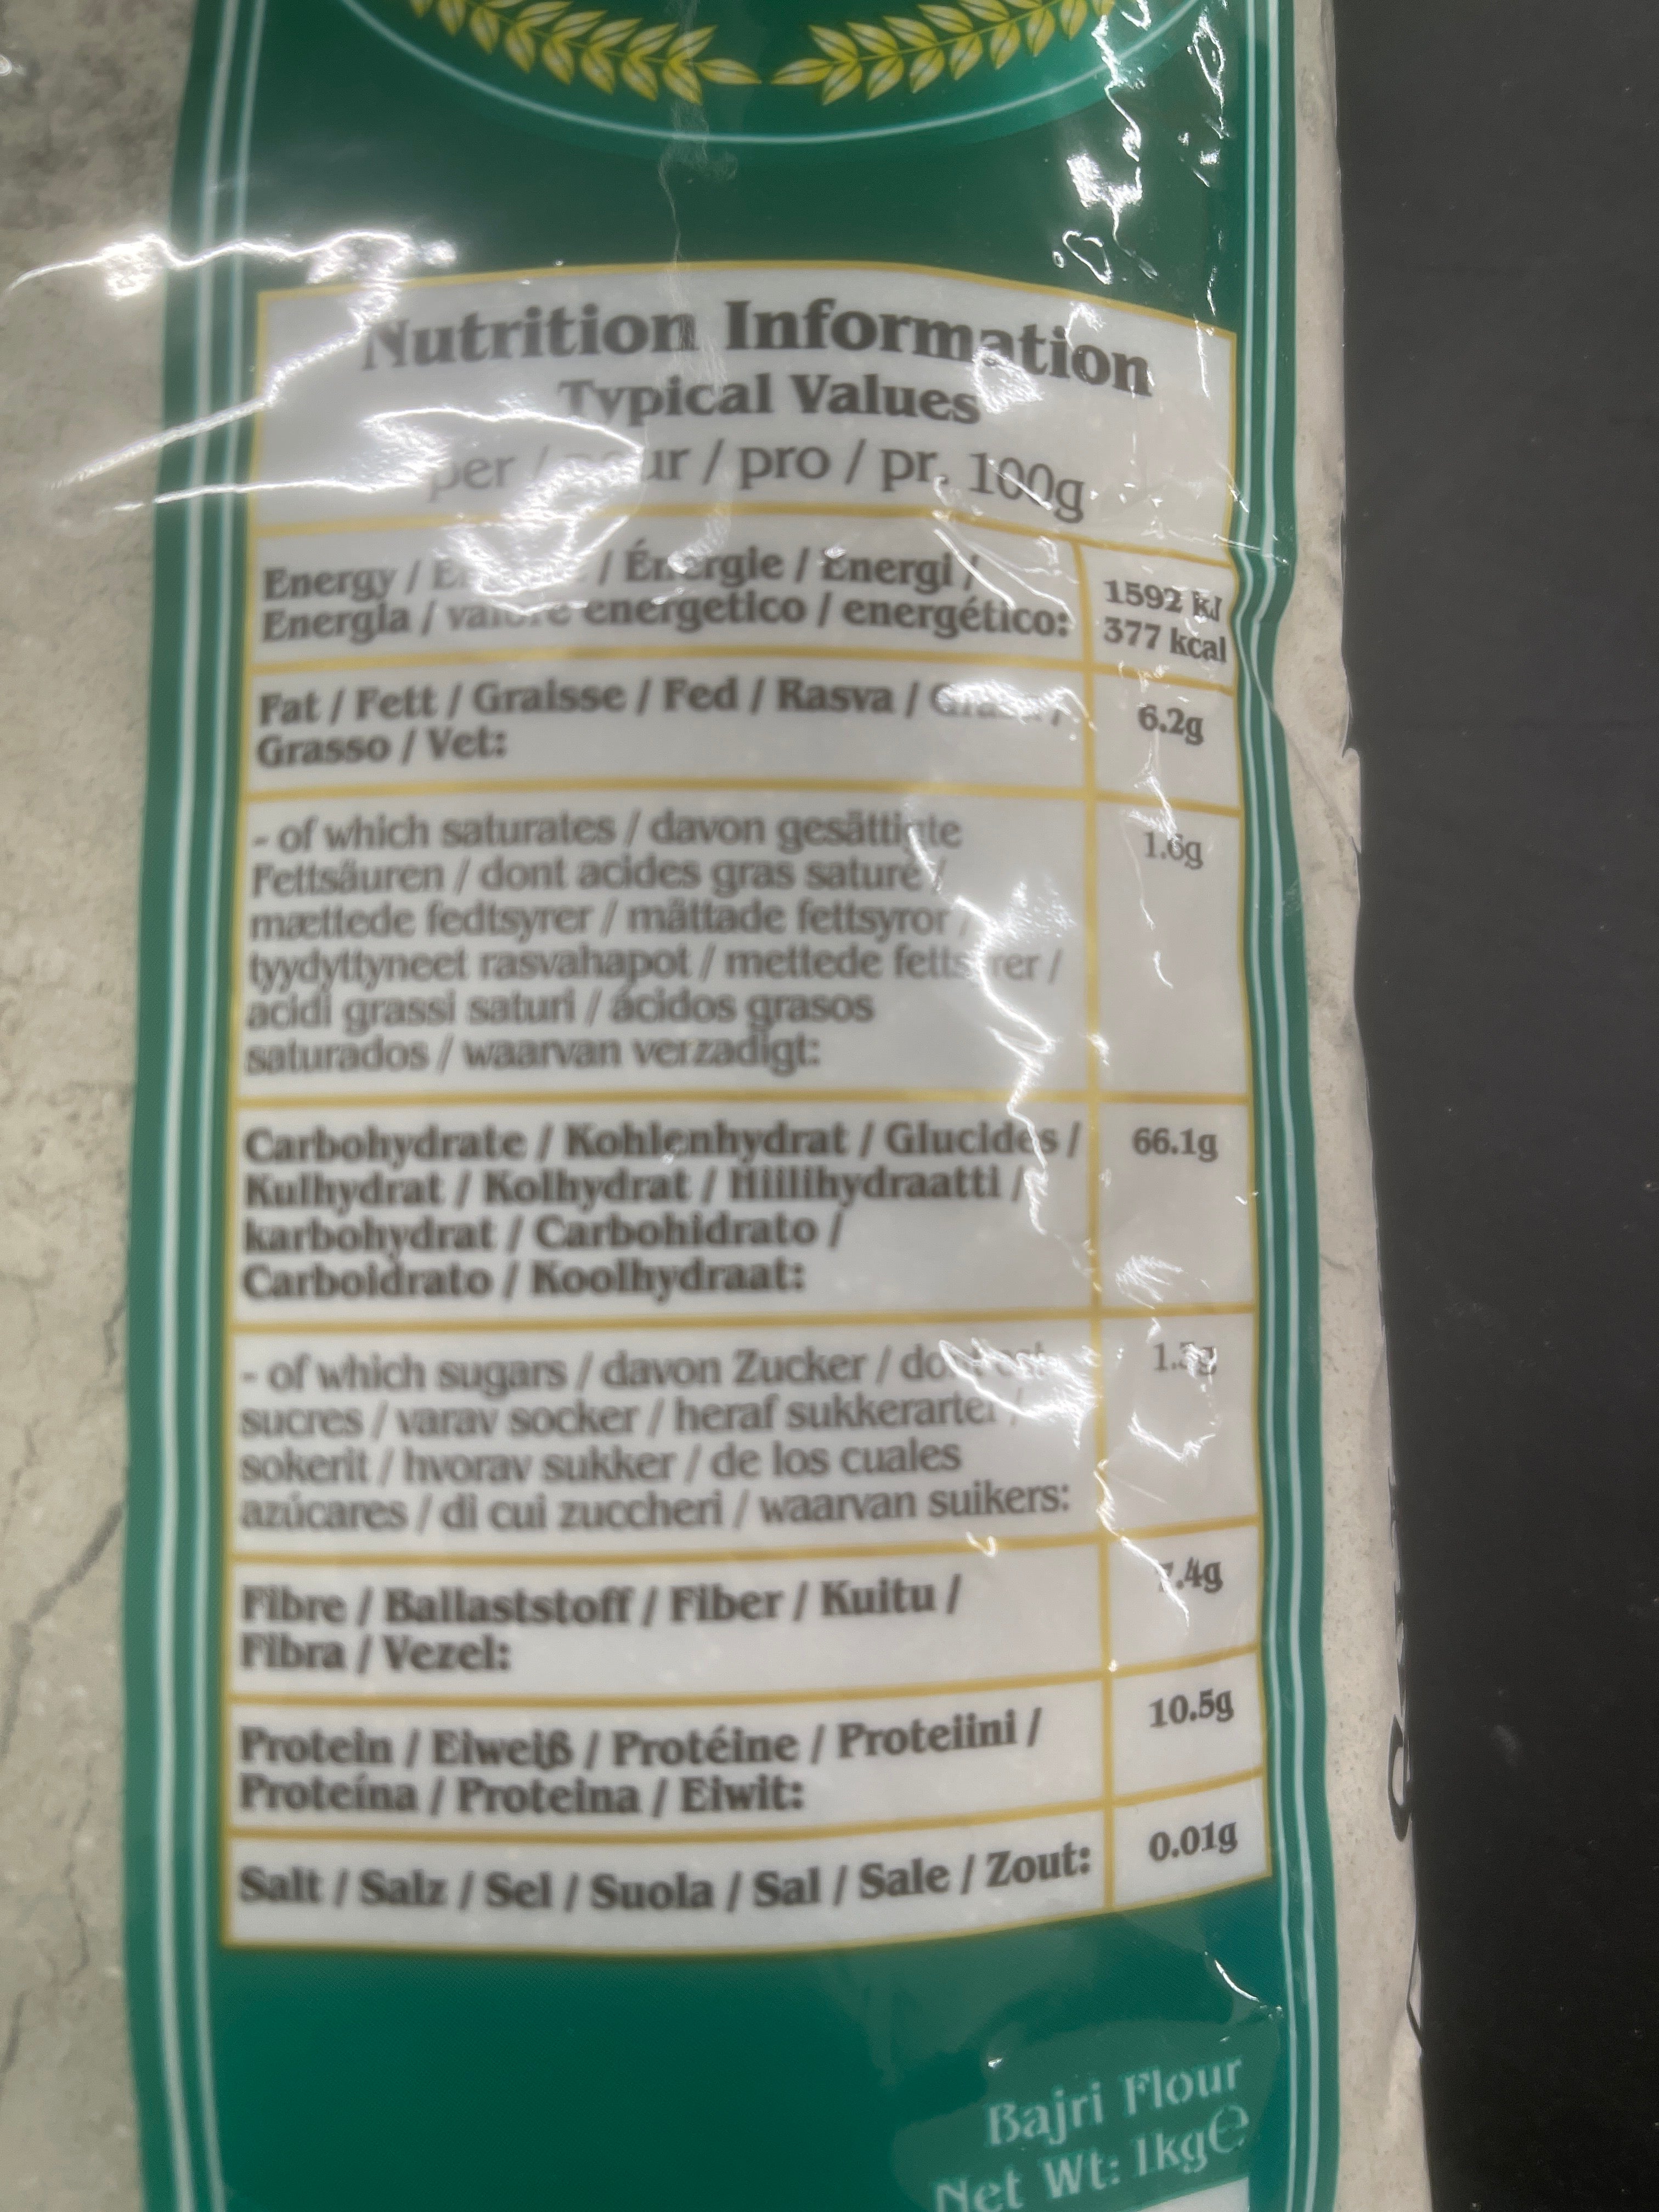 Nutrition Information
Typical Values
per / / pro / pr. 100g
Energy / / Énergie / Energi /
Energia / valore energetico / energético:
1592 kJ
377 kcal
Fat / Fett / Graisse / Fed / Rasva /
Grasso / Vet:
6.2g
- of which saturates / davon gesättigte
Fettsäuren / dont acides gras saturé /
mættede fedtsyrer / mättade fettsyror /
tyydyttyneet rasvahapot / mettede fettsyrer /
acidi grassi saturi / ácidos grasos
saturados / waarvan verzadigt:
1.6g
Carbohydrate / Kohlenhydrat / Glucides /
Kulhydrat / Kolhydrat / Hiilihydraatti /
karbohydrat / Carbohidrato /
Carboidrato / Koolhydraat:
66.1g
- of which sugars / davon Zucker /
sucres / varav socker / heraf sukkerarter /
sokerit / hvorav sukker / de los cuales
azúcares / di cui zuccheri / waarvan suikers:
Fibre / Ballaststoff / Fiber / Kuitu /
Fibra / Vezel:
Protein / Eiweiß / Protéine / Proteiini /
Proteína / Proteina / Eiwit:
10.5g
Salt / Salz / Sel / Suola / Sal / Sale / Zout:
0.01g
Bajri Flour
Net Wt: 1kg℮